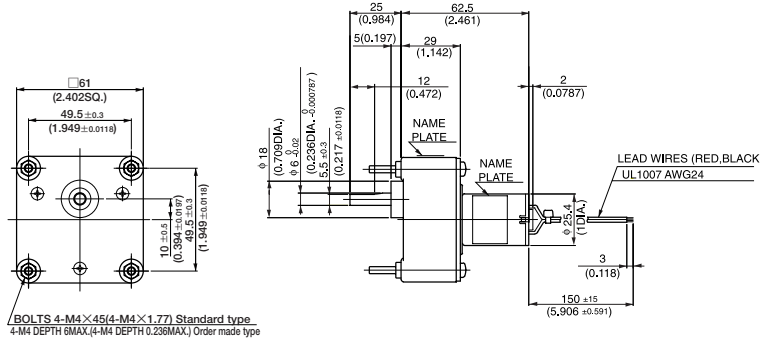 25
(0.984)
62.5
(2.461)
5(0.197)
29
(1.142)
12
(0.472)
2
(0.0787)
□61
(2.402SQ.)
49.5 ±0.3
(1.949 ±0.0118)
NAME
PLATE
NAME
PLATE
LEAD WIRES (RED,BLACK
UL1007 AWG24
φ 18
(0.709DIA.)
φ 6 0 -0.02
(0.236DIA. 0 -0.000787)
5.5 ±0.3
(0.217 ±0.0118)
φ 25.4
(1DIA.)
10 ±0.5
(0.394 ±0.0197)
49.5 ±0.3
(1.949 ±0.0118)
3
(0.118)
150 ±15
(5.906 ±0.591)
BOLTS 4-M4×45(4-M4×1.77) Standard type
4-M4 DEPTH 6MAX.(4-M4 DEPTH 0.236MAX.) Order made type